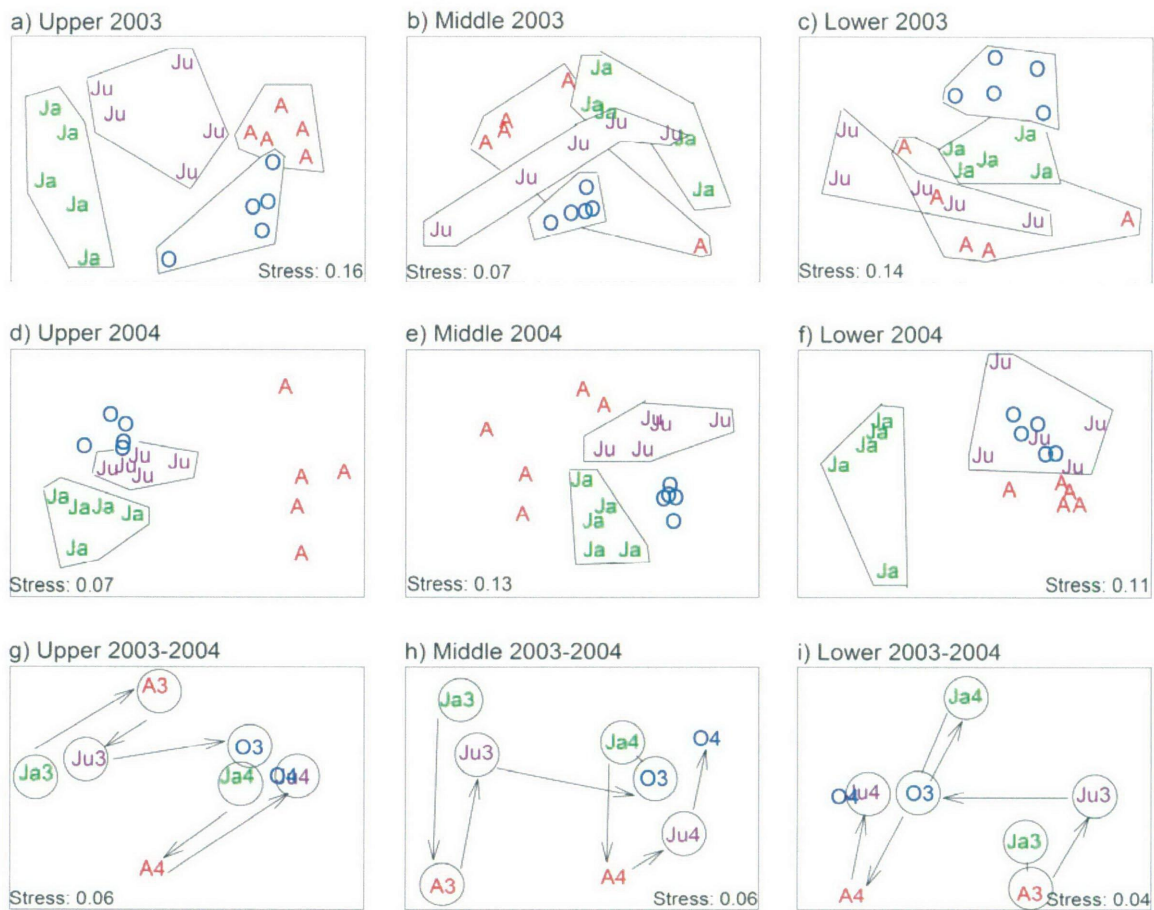 a) Upper 2003
Ju
Ja
Ju
Ja
Ju
Ju
A
A
A
A
A
O
Ja
Ju
Ja
O
O
O
Ja
O
Stress: 0.16
b) Middle 2003
Ja
A
Ja
Ja
A
A
A
Ju
Ju
Ju
Ja
Ju
Ja
O
O
O
O
O
Ju
A
Stress: 0.07
c) Lower 2003
O
O
O
O
O
Ju
Ja
A
Ja
Ja
Ja
Ja
Ju
Ju
A
Ju
Ju
A
A
A
Stress: 0.14
d) Upper 2004
A
O
O
O
O
O
Ju
Ju
Ju
Ju
Ju
A
A
Ja
Ja
Ja
Ja
A
Ja
A
Stress: 0.07
e) Middle 2004
A
A
A
Ju
Ju
Ju
Ju
Ju
A
Ja
O
O
O
O
O
Ja
A
Ja
Ja
Ja
Stress: 0.13
f) Lower 2004
Ju
O
Ja
Ja
O
Ja
O
Ju
Ja
Ju
O
O
Ju
A
A
A
A
A
Ja
Stress: 0.11
g) Upper 2003-2004
A3
Ju3
O3
Ja3
Ja4
O4
Ju4
A4
Stress: 0.06
h) Middle 2003-2004
Ja3
Ju3
Ja4
O4
O3
Ju4
A3
A4
Stress: 0.06
i) Lower 2003-2004
Ja4
O4
Ju4
O3
Ju3
Ja3
A4
A3
Stress: 0.04